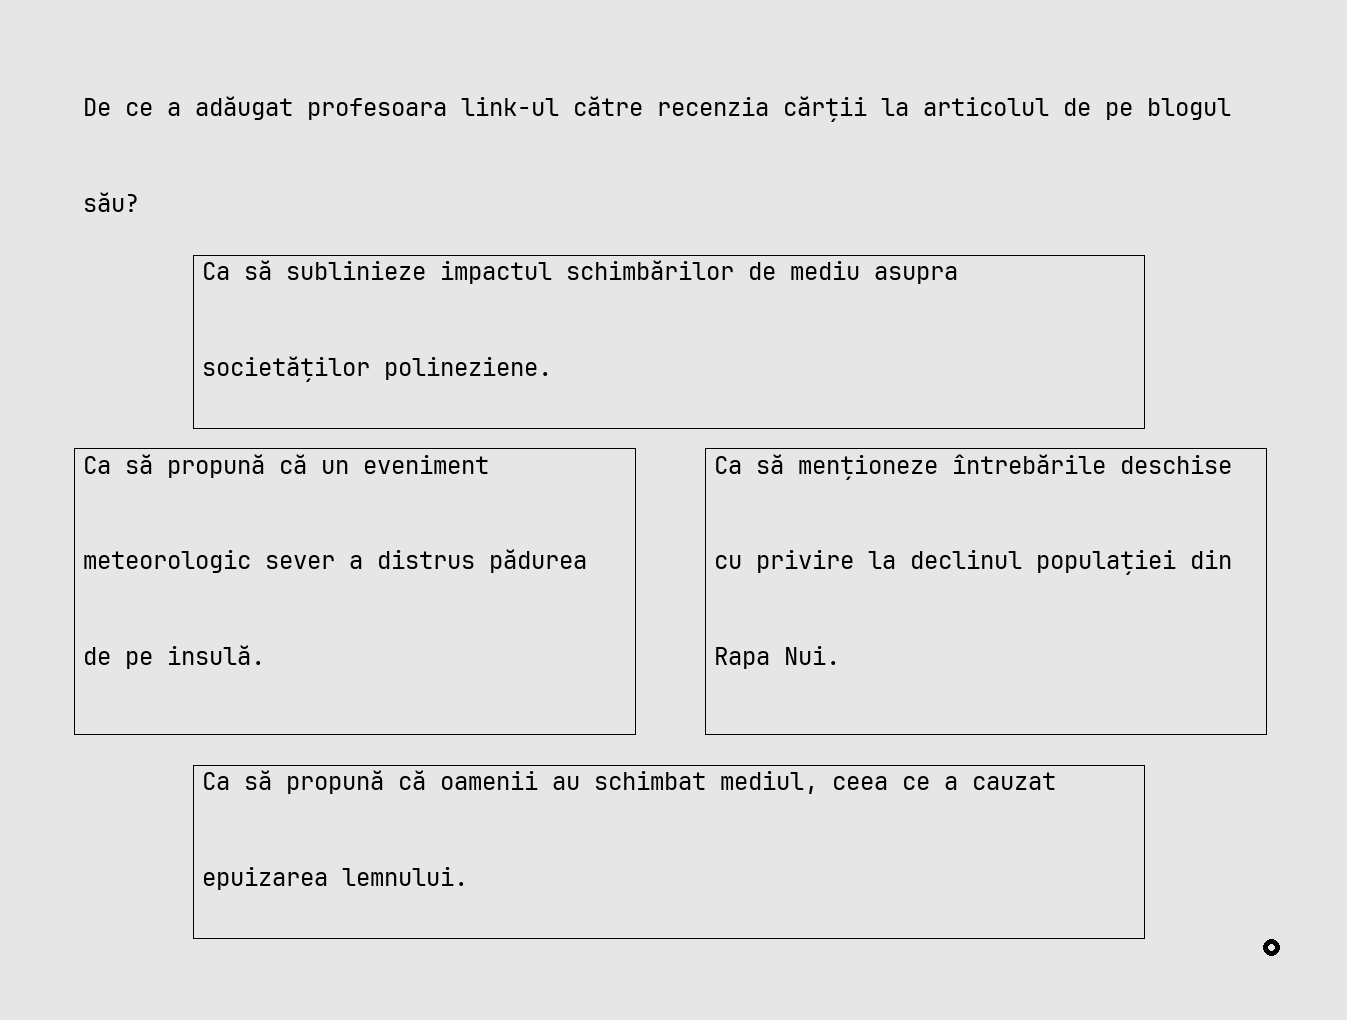 De ce a adăugat profesoara link-ul către recenzia cărții la articolul de pe blogul
său?
Ca să sublinieze impactul schimbărilor de mediu asupra
societăților polineziene.
Ca să propună că un eveniment
meteorologic sever a distrus pădurea
de pe insulă.
Ca să menționeze întrebările deschise
cu privire la declinul populației din
Rapa Nui.
Ca să propună că oamenii au schimbat mediul, ceea ce a cauzat
epuizarea lemnului.